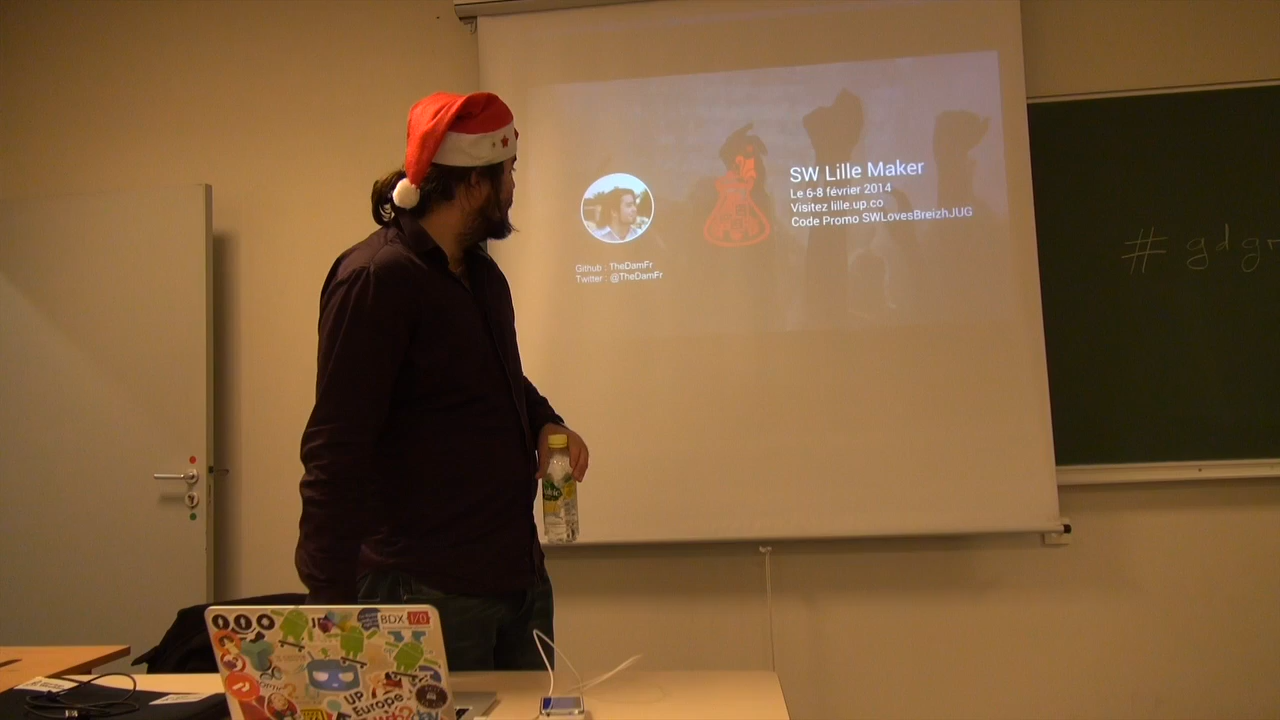 SW Lille Maker
Le 6-8 février 2014
Visitez lille.up.co
Code Promo SWLovesBreizhJUG
Github : TheDamFr
Twitter : @TheDamFr
#gdg
BDX I/O
UP
Europe